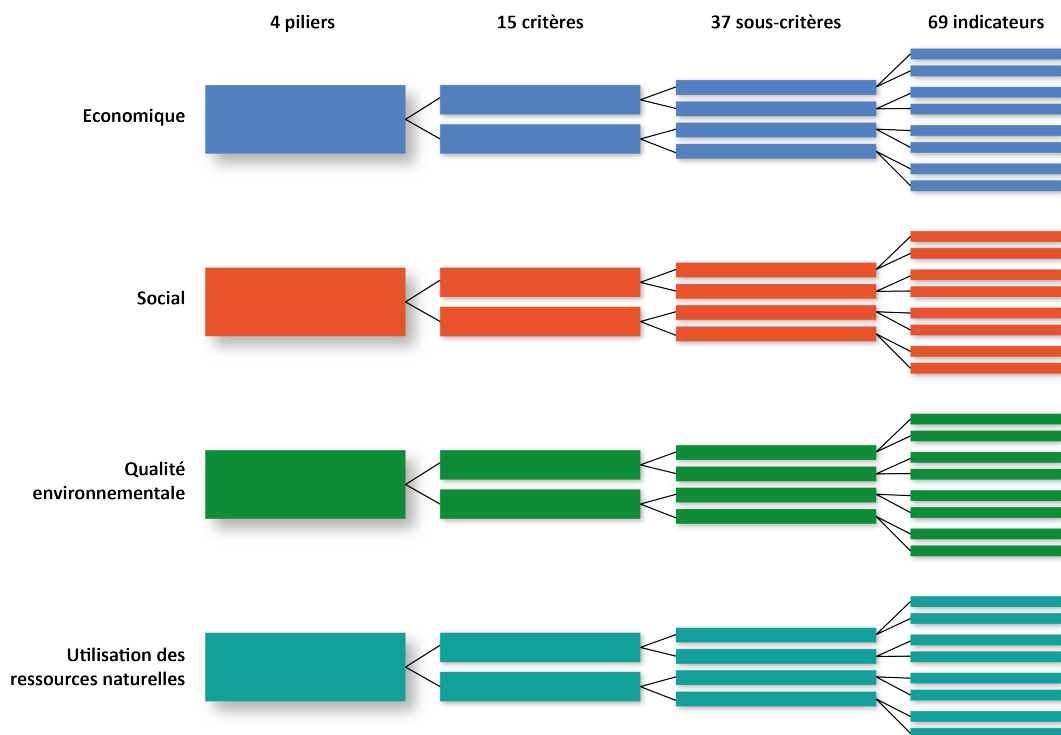 4 piliers
15 critères
37 sous-critères
69 indicateurs
Economique
Social
Qualité
environnementale
Utilisation des
ressources naturelles